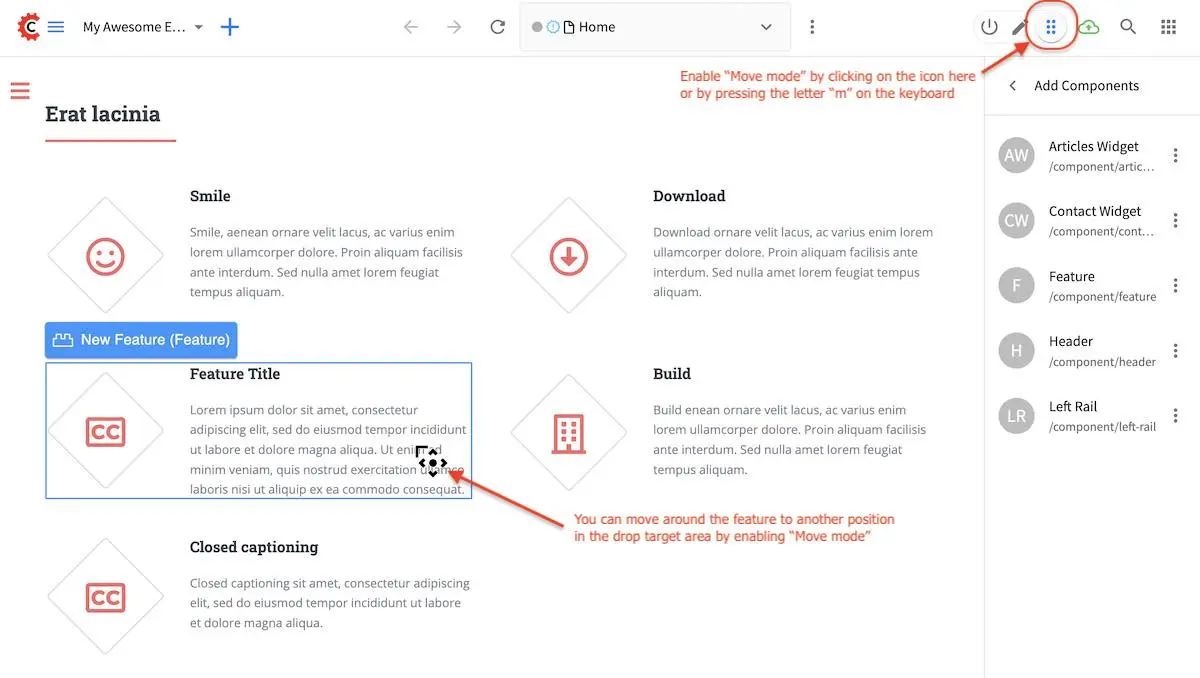 My Awesome E...
Home
Enable “Move mode” by clicking on the icon here
or by pressing the letter “m” on the keyboard
Add Components
Erat lacinia
AW
Articles Widget
/component/artic...
CW
Contact Widget
/component/cont...
F
Feature
/component/feature
H
Header
/component/header
LR
Left Rail
/component/left-rail
Smile
Smile, aenean ornare velit lacus, ac varius enim
lorem ullamcorper dolore. Proin aliquam facilisis
ante interdum. Sed nulla amet lorem feugiat
tempus aliquam.
Download
Download ornare velit lacus, ac varius enim
lorem ullamcorper dolore. Proin aliquam facilisis
ante interdum. Sed nulla amet lorem feugiat tempus
aliquam.
New Feature (Feature)
Feature Title
CC
Lorem ipsum dolor sit amet, consectetur
adipiscing elit, sed do eiusmod tempor incididunt
ut labore et dolore magna aliqua. Ut enim ad
minim veniam, quis nostrud exercitation ullamco
laboris nisi ut aliquip ex ea commodo consequat.
Build
Build enean ornare velit lacus, ac varius enim
lorem ullamcorper dolore. Proin aliquam facilisis
ante interdum. Sed nulla amet lorem feugiat
tempus aliquam.
You can move around the feature to another position
in the drop target area by enabling “Move mode”
Closed captioning
CC
Closed captioning sit amet, consectetur adipiscing
elit, sed do eiusmod tempor incididunt ut labore
et dolore magna aliqua.